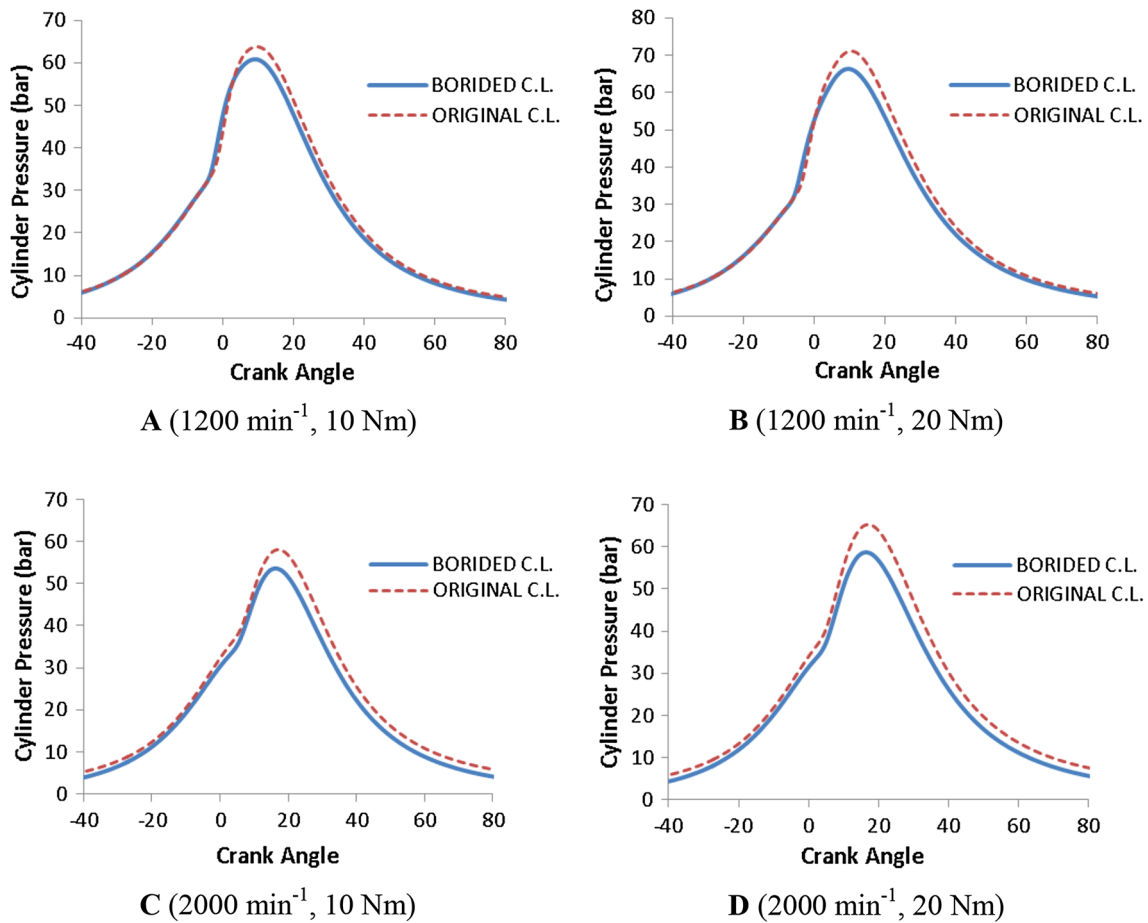 Cylinder Pressure (bar)
70
60
50
40
30
20
10
0
-40 -20 0 20 40 60 80
Crank Angle
BORIDED C.L.
ORIGINAL C.L.
A (1200 min-1, 10 Nm)
Cylinder Pressure (bar)
80
70
60
50
40
30
20
10
0
-40 -20 0 20 40 60 80
Crank Angle
BORIDED C.L.
ORIGINAL C.L.
B (1200 min-1, 20 Nm)
Cylinder Pressure (bar)
70
60
50
40
30
20
10
0
-40 -20 0 20 40 60 80
Crank Angle
BORIDED C.L.
ORIGINAL C.L.
C (2000 min-1, 10 Nm)
Cylinder Pressure (bar)
70
60
50
40
30
20
10
0
-40 -20 0 20 40 60 80
Crank Angle
BORIDED C.L.
ORIGINAL C.L.
D (2000 min-1, 20 Nm)